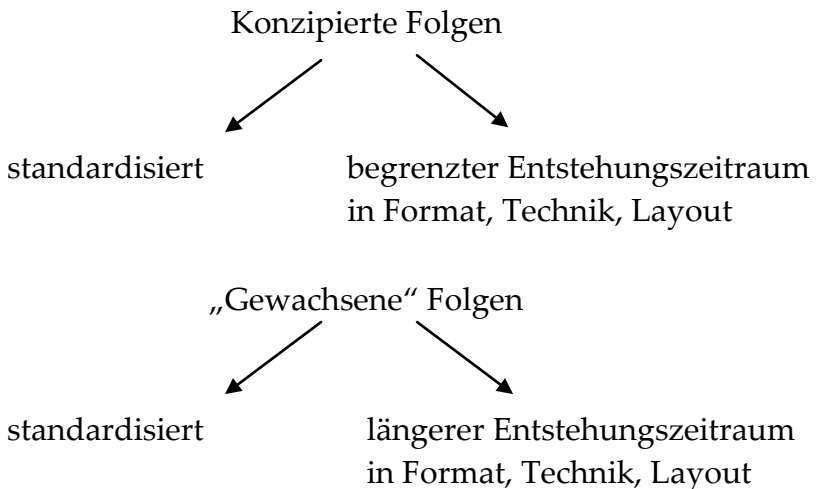 Konzipierte Folgen
standardisiert
begrenzter Entstehungszeitraum
in Format, Technik, Layout
„Gewachsene“ Folgen
standardisiert
längerer Entstehungszeitraum
in Format, Technik, Layout